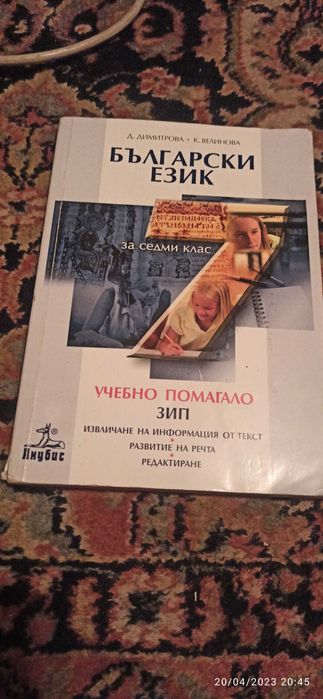 Д. ДИМИТРОВА • К. ВЕЛИНОВА
БЪЛГАРСКИ
ЕЗИК
за седми клас
7
УЧЕБНО ПОМАГАЛО
ЗИП
ИЗВЛИЧАНЕ НА ИНФОРМАЦИЯ ОТ ТЕКСТ
•
РАЗВИТИЕ НА РЕЧТА
•
РЕДАКТИРАНЕ
Анубис
20/04/2023 20:45